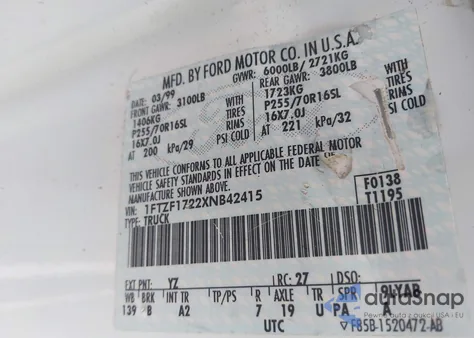 MFD. BY FORD MOTOR CO. IN U.S.A.
DATE: 03/99 GVWR: 6000LB/ 2721KG
FRONT GAWR: 3100LB REAR GAWR: 3800LB
1406KG WITH 1723KG WITH
P255/70R16SL TIRES P255/70R16SL TIRES
16X7.0J RIMS 16X7.0J RIMS
AT 200 kPa/29 PSI COLD AT 221 kPa/32 PSI COLD
THIS VEHICLE CONFORMS TO ALL APPLICABLE FEDERAL MOTOR
VEHICLE SAFETY STANDARDS IN EFFECT ON THE DATE OF
MANUFACTURE SHOWN ABOVE.
VIN: 1FTZF1722XNB42415 F0138
TYPE: TRUCK T1195
EXT PNT: YZ RC: 27 DSO:
WB BRK INT TR TP/PS R AXLE TR SPR 9LYAB
139 B A2 7 19 U PA A
UTC F85B-1520472-AB
autoSnap